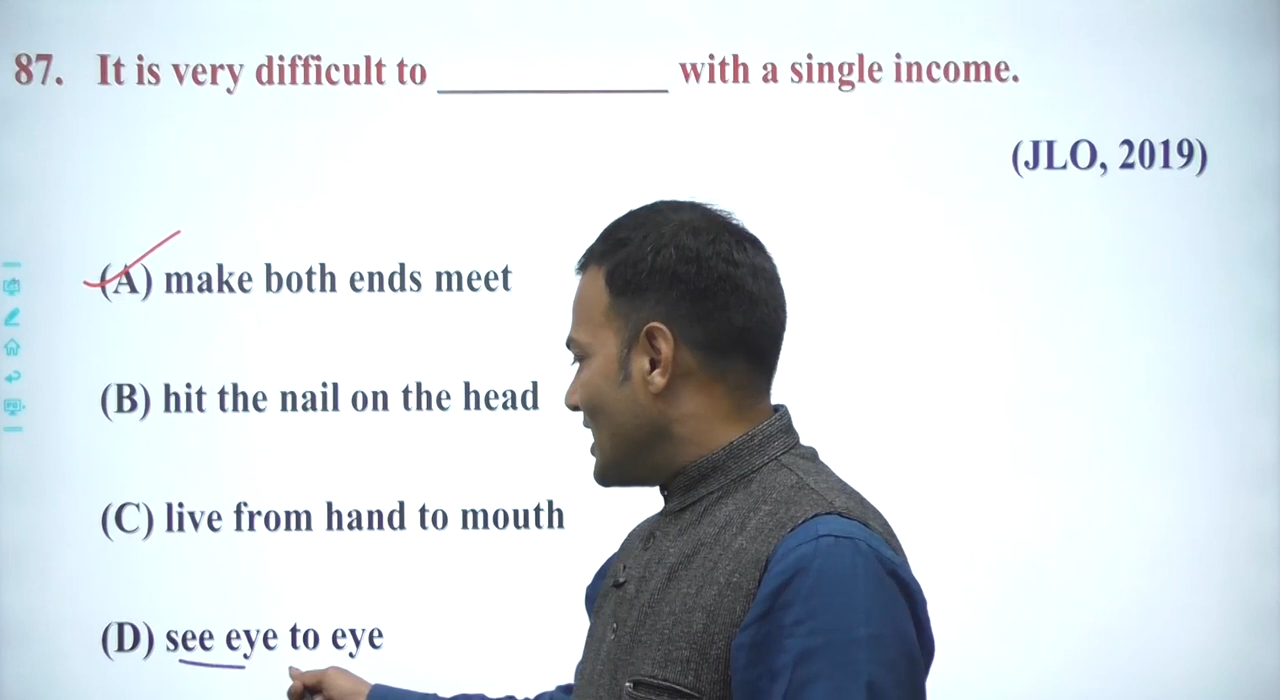 87. It is very difficult to __________ with a single income.
(JLO, 2019)
(A) make both ends meet
(B) hit the nail on the head
(C) live from hand to mouth
(D) see eye to eye